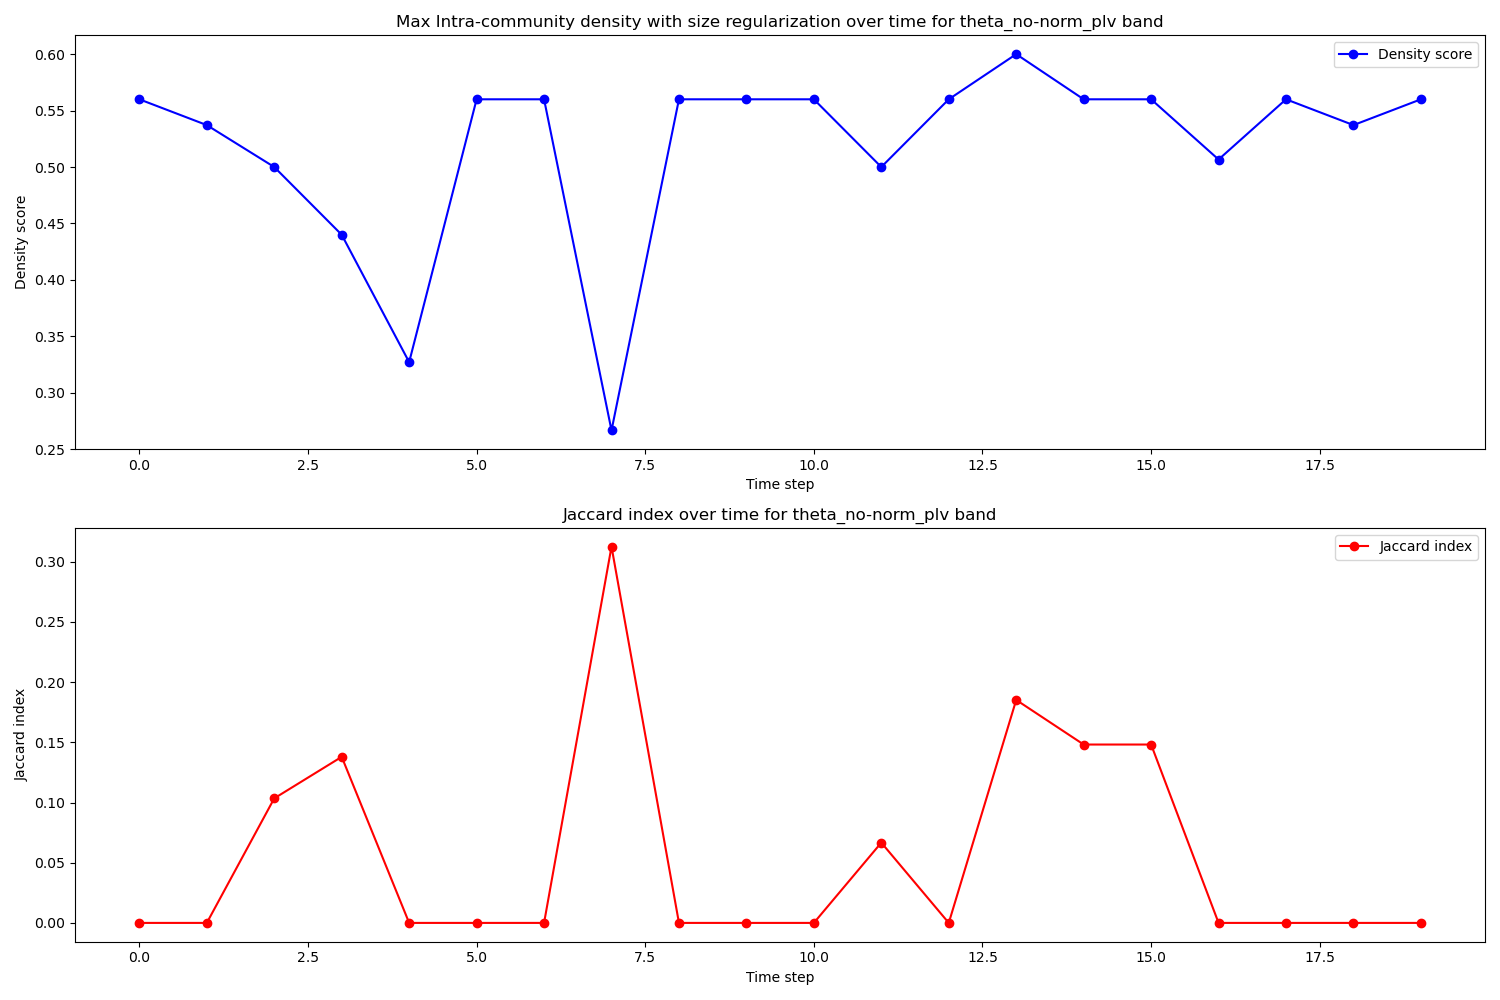 Max Intra-community density with size regularization over time for theta_no-norm_plv band
Density score
0.60
0.55
0.50
0.45
0.40
0.35
0.30
0.25
Density score
0.0 2.5 5.0 7.5 10.0 12.5 15.0 17.5
Time step
Jaccard index over time for theta_no-norm_plv band
Jaccard index
0.30
0.25
0.20
0.15
0.10
0.05
0.00
Jaccard index
0.0 2.5 5.0 7.5 10.0 12.5 15.0 17.5
Time step